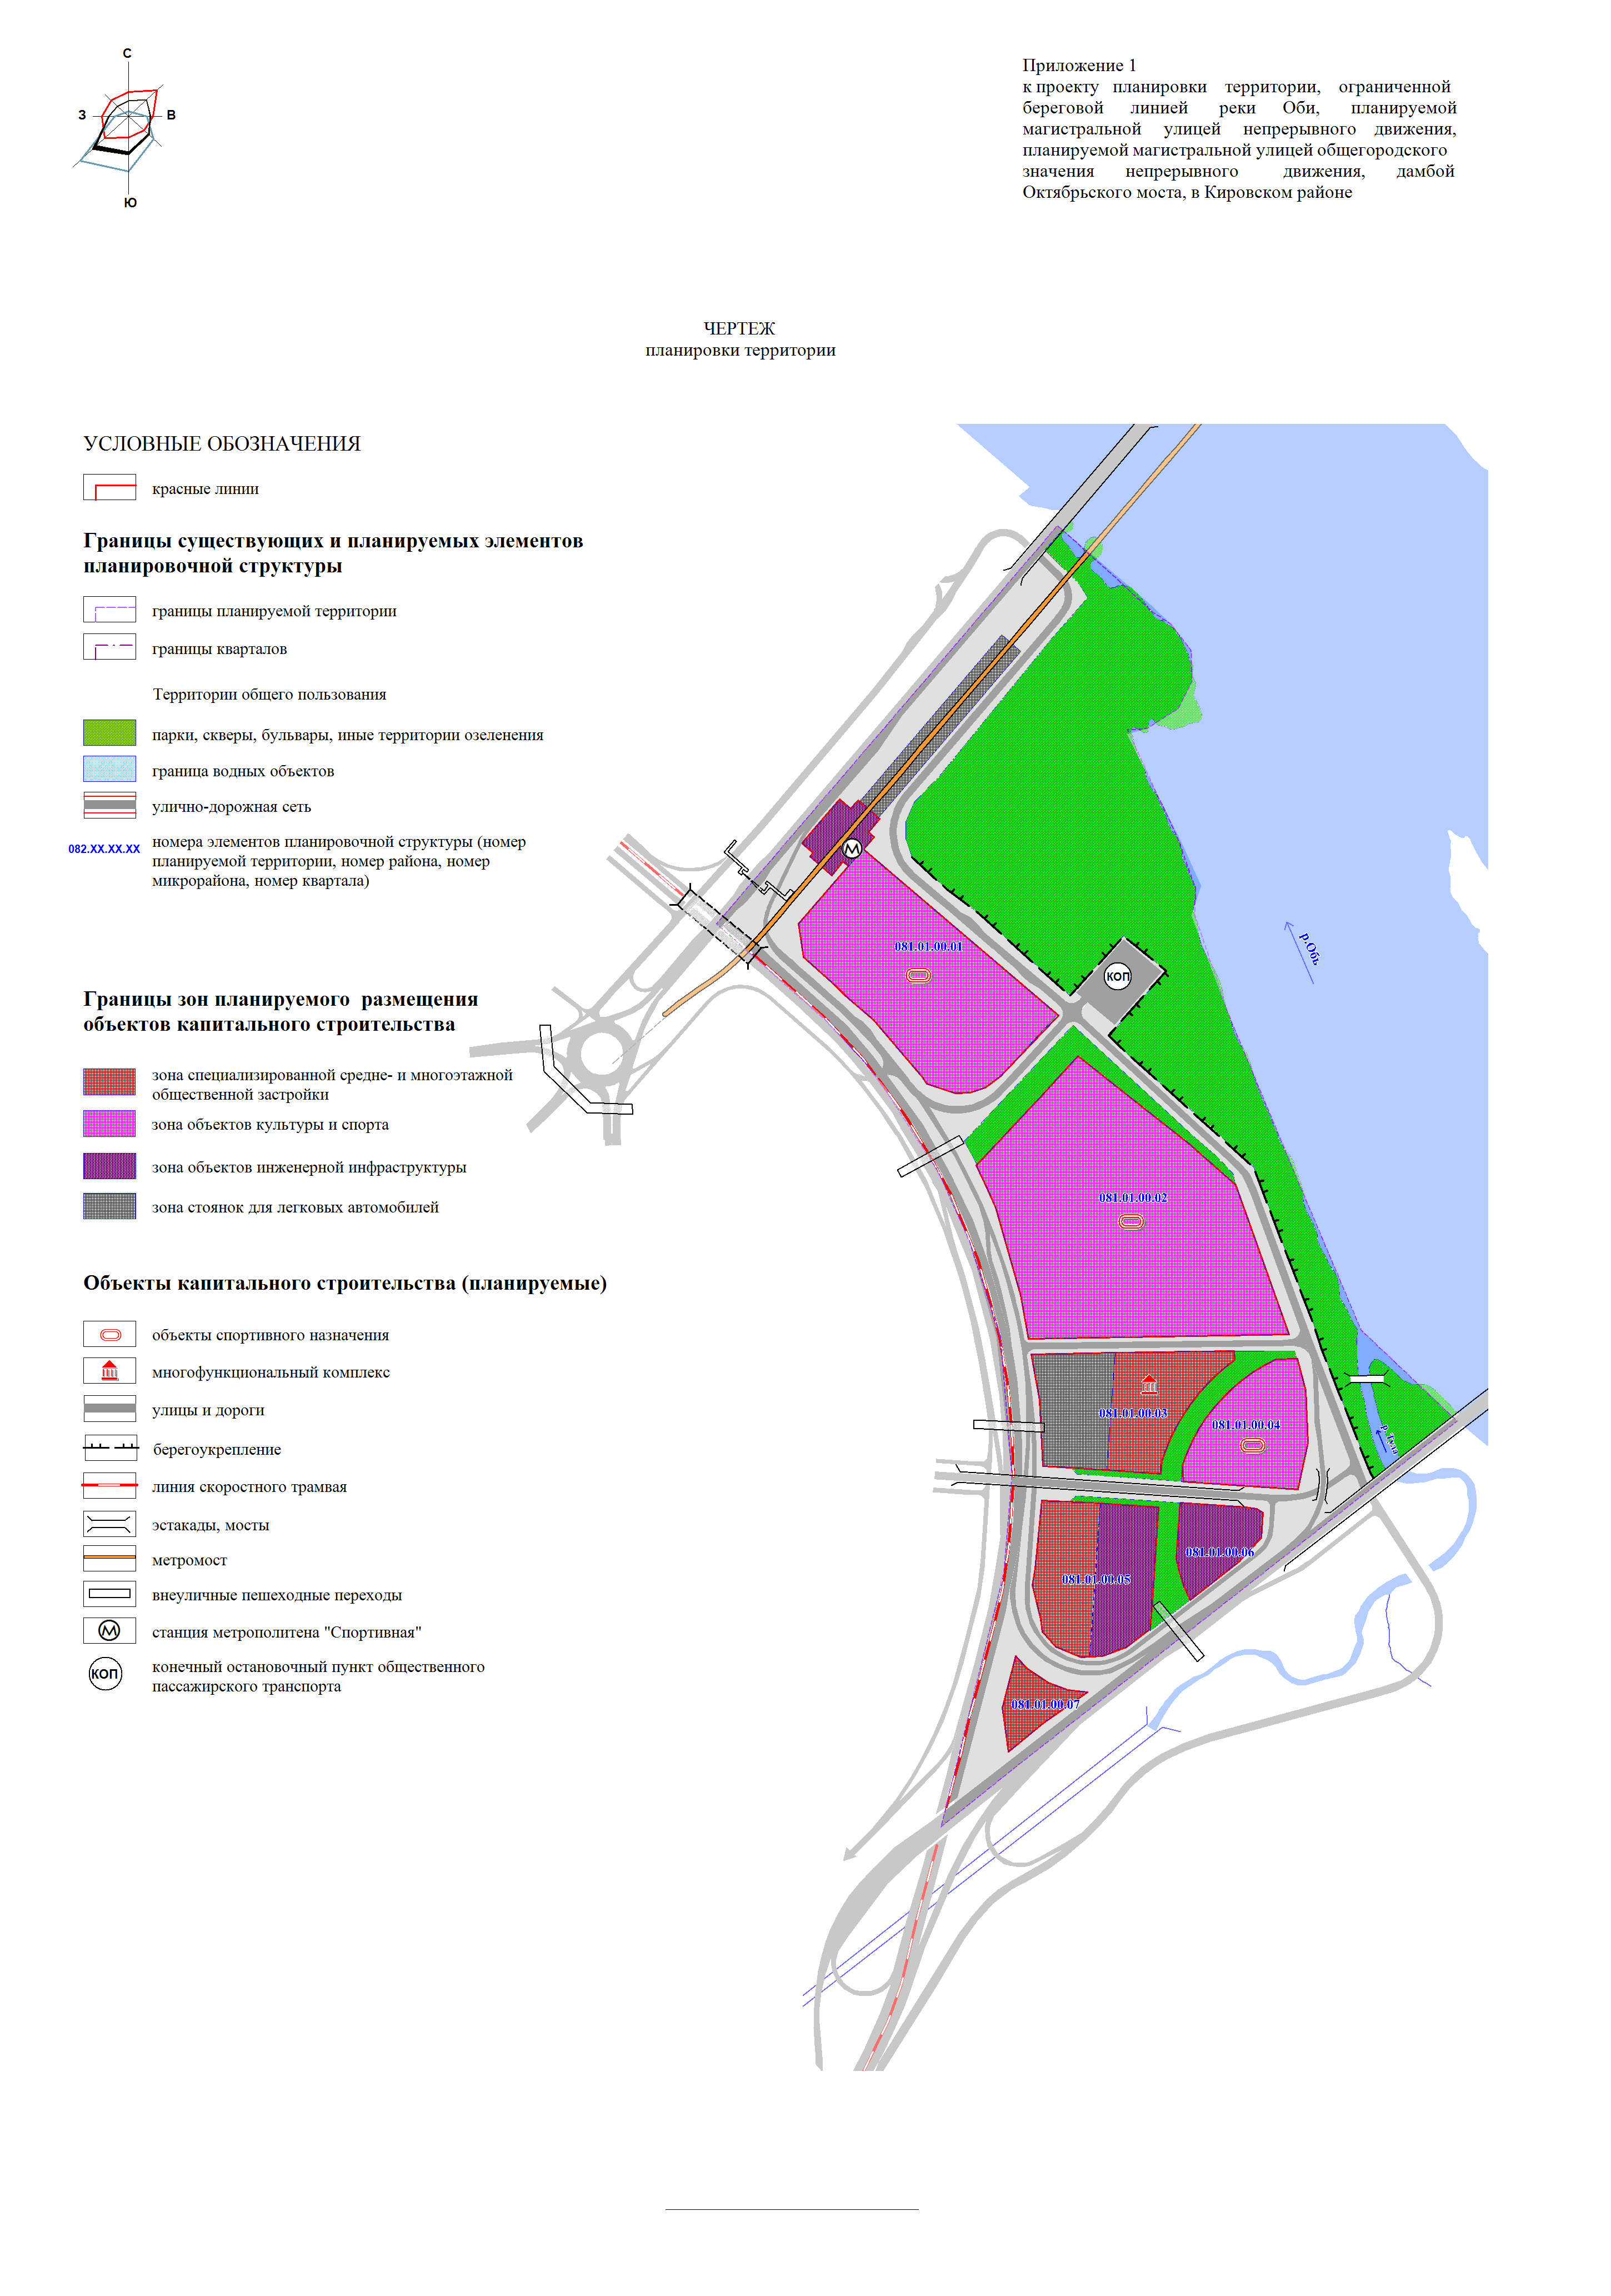 С
З
В
Ю
Приложение 1
к проекту планировки территории, ограниченной
береговой линией реки Оби, планируемой
магистральной улицей непрерывного движения,
планируемой магистральной улицей общегородского
значения непрерывного движения, дамбой
Октябрьского моста, в Кировском районе
ЧЕРТЕЖ
планировки территории
УСЛОВНЫЕ ОБОЗНАЧЕНИЯ
красные линии
Границы существующих и планируемых элементов
планировочной структуры
границы планируемой территории
границы кварталов
Территории общего пользования
парки, скверы, бульвары, иные территории озеленения
граница водных объектов
улично-дорожная сеть
082.XX.XX.XX
номера элементов планировочной структуры (номер
планируемой территории, номер района, номер
микрорайона, номер квартала)
Границы зон планируемого размещения
объектов капитального строительства
зона специализированной средне- и многоэтажной
общественной застройки
зона объектов культуры и спорта
зона объектов инженерной инфраструктуры
зона стоянок для легковых автомобилей
Объекты капитального строительства (планируемые)
объекты спортивного назначения
многофункциональный комплекс
улицы и дороги
берегоукрепление
линия скоростного трамвая
эстакады, мосты
метромост
внеуличные пешеходные переходы
М
станция метрополитена "Спортивная"
КОП
конечный остановочный пункт общественного
пассажирского транспорта
М
081.01.00.01
р.Обь
КОП
081.01.00.02
081.01.00.03
081.01.00.04
р. Тула
081.01.00.05
081.01.00.06
081.01.00.07